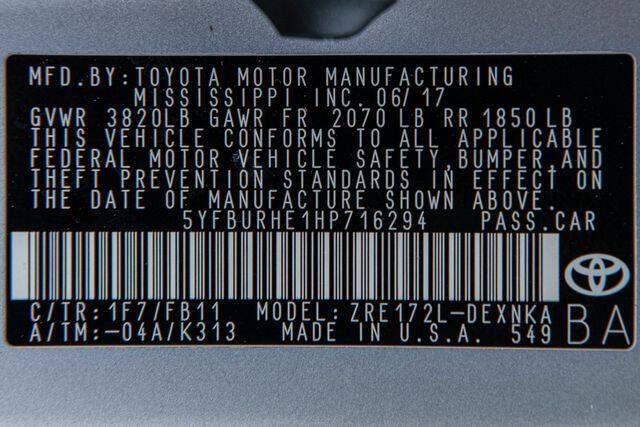 MFD.BY:TOYOTA MOTOR MANUFACTURING
MISSISSIPPI INC. 06/17
GVWR 3820LB GAWR FR 2070 LB RR 1850 LB
THIS VEHICLE CONFORMS TO ALL APPLICABLE
FEDERAL MOTOR VEHICLE SAFETY,BUMPER,AND
THEFT PREVENTION STANDARDS IN EFFECT ON
THE DATE OF MANUFACTURE SHOWN ABOVE.
5YFBURHE1HP716294 PASS.CAR
C/TR:1F7/FB11 MODEL:ZRE172L-DEXNKA
A/TM:-04A/K313 MADE IN U.S.A. 549 BA